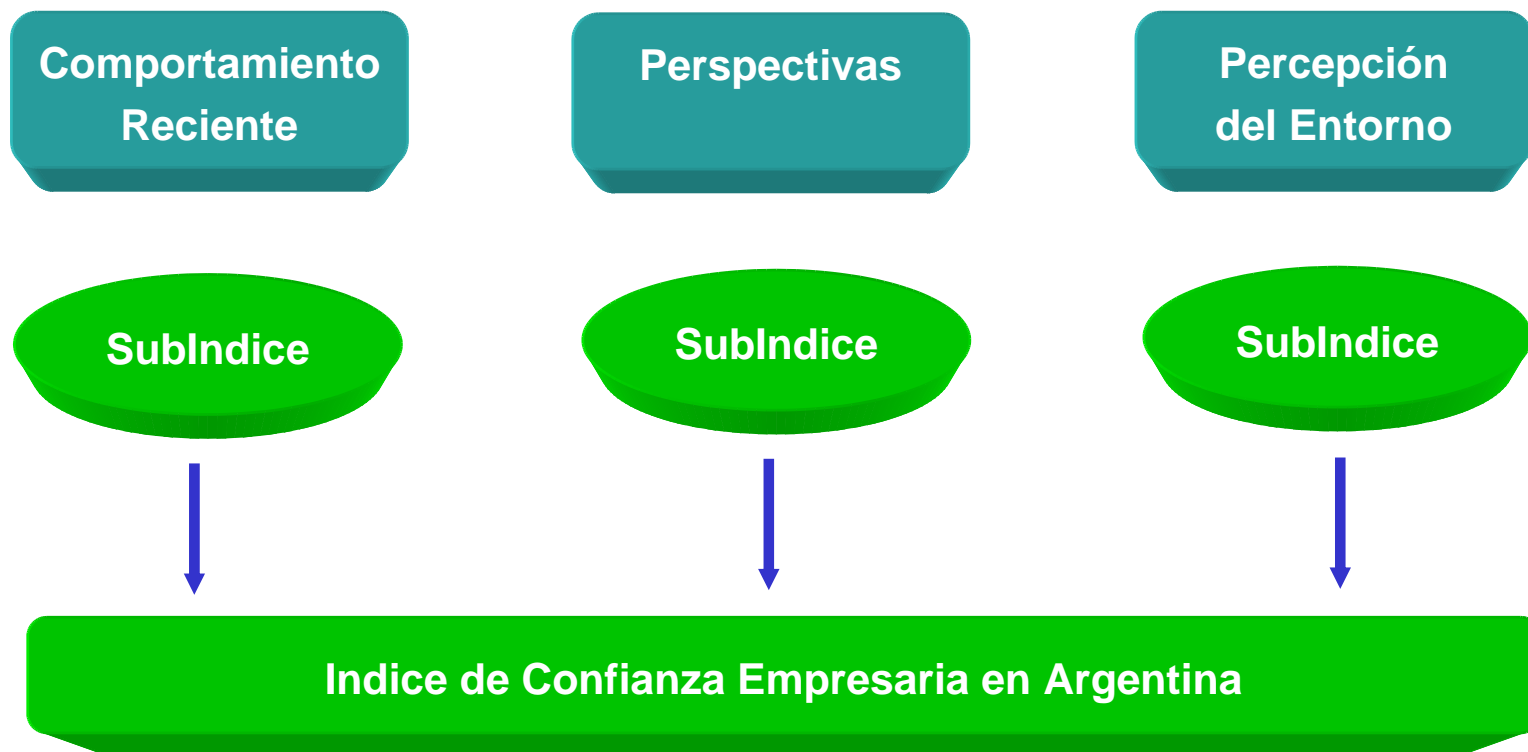 Comportamiento
Reciente
Perspectivas
Percepción
del Entorno
SubIndice
SubIndice
SubIndice
Indice de Confianza Empresaria en Argentina